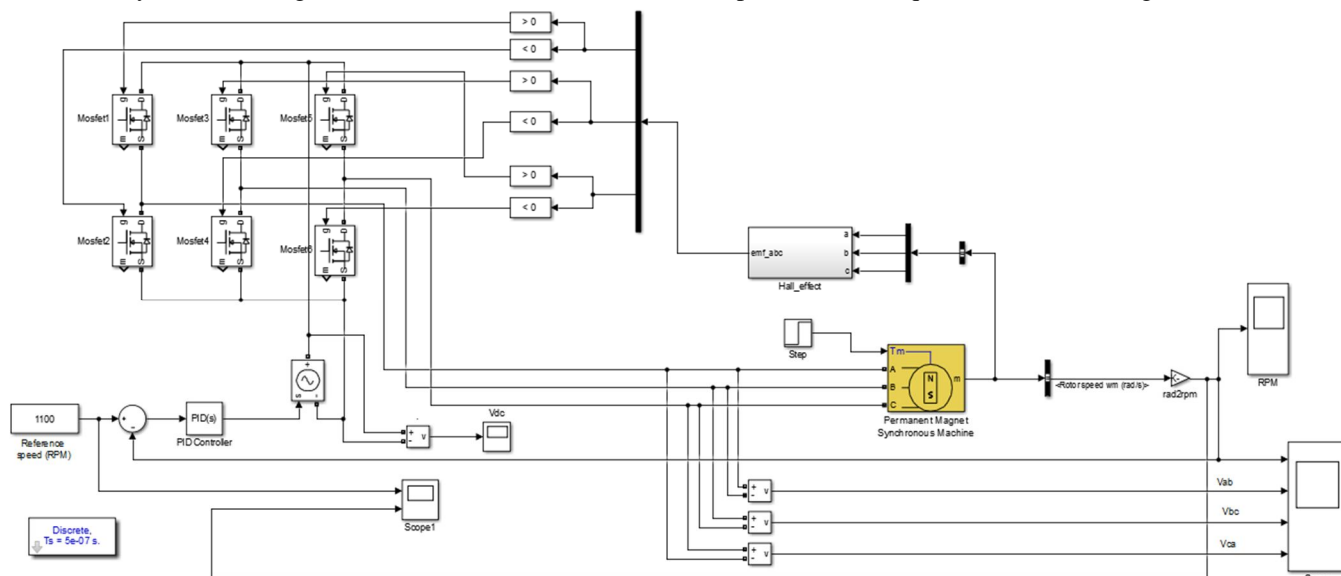 > 0
< 0
> 0
< 0
> 0
< 0
g
D
g
D
g
D
Mosfet1
Mosfet3
Mosfet5
m
S
m
S
m
S
g
D
g
D
g
D
Mosfet2
Mosfet4
Mosfet6
m
S
m
S
m
S
emf_abc
a
b
c
Hall_effect
Step
Tm
A
B
C
N
S
m
Permanent Magnet
Synchronous Machine
<Rotor speed wm (rad/s)>
K-
rad2rpm
RPM
+
s
-
1100
Reference
speed (RPM)
+
-
PID(s)
PID Controller
+
-
v
Vdc
Scope1
+
-
v
Vab
+
-
v
Vbc
+
-
v
Vca
Discrete,
Ts = 5e-07 s.